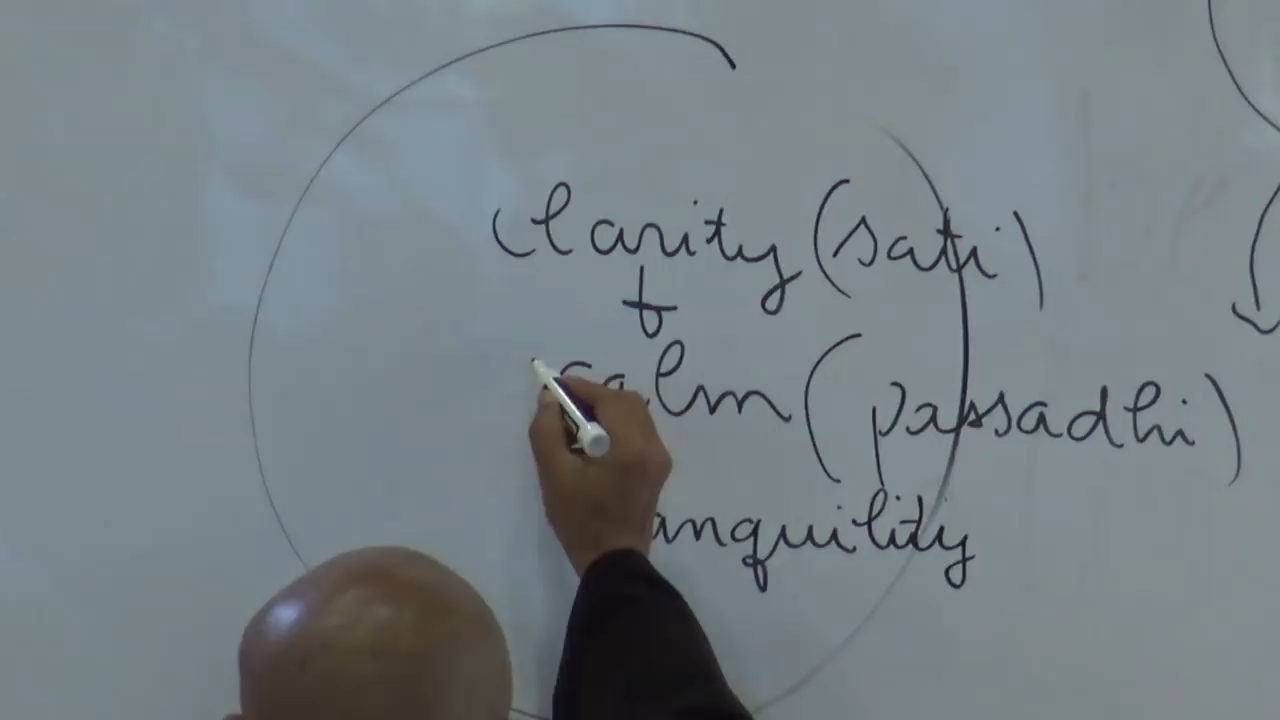 clarity (sati)
+
calm (passadhi)
anquility